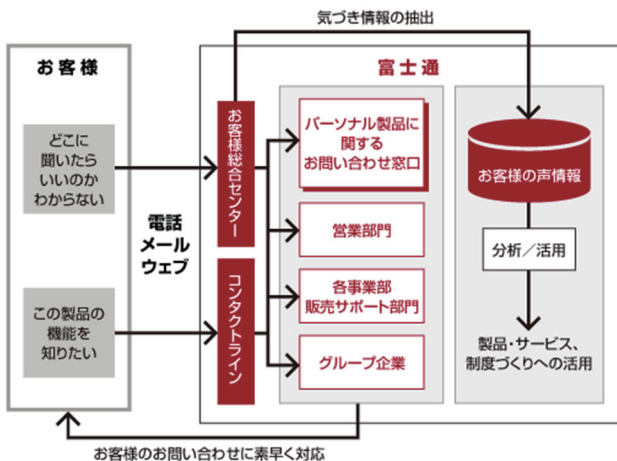 気づき情報の抽出
お客様
富士通
どこに
聞いたら
いいのか
わからない
この製品の
機能を
知りたい
電話
メール
ウェブ
お客様総合センター
コンタクトライン
パーソナル製品に
関する
お問い合わせ窓口
営業部門
各事業部
販売サポート部門
グループ企業
お客様の声情報
分析/活用
製品・サービス、
制度づくりへの活用
お客様のお問い合わせに素早く対応